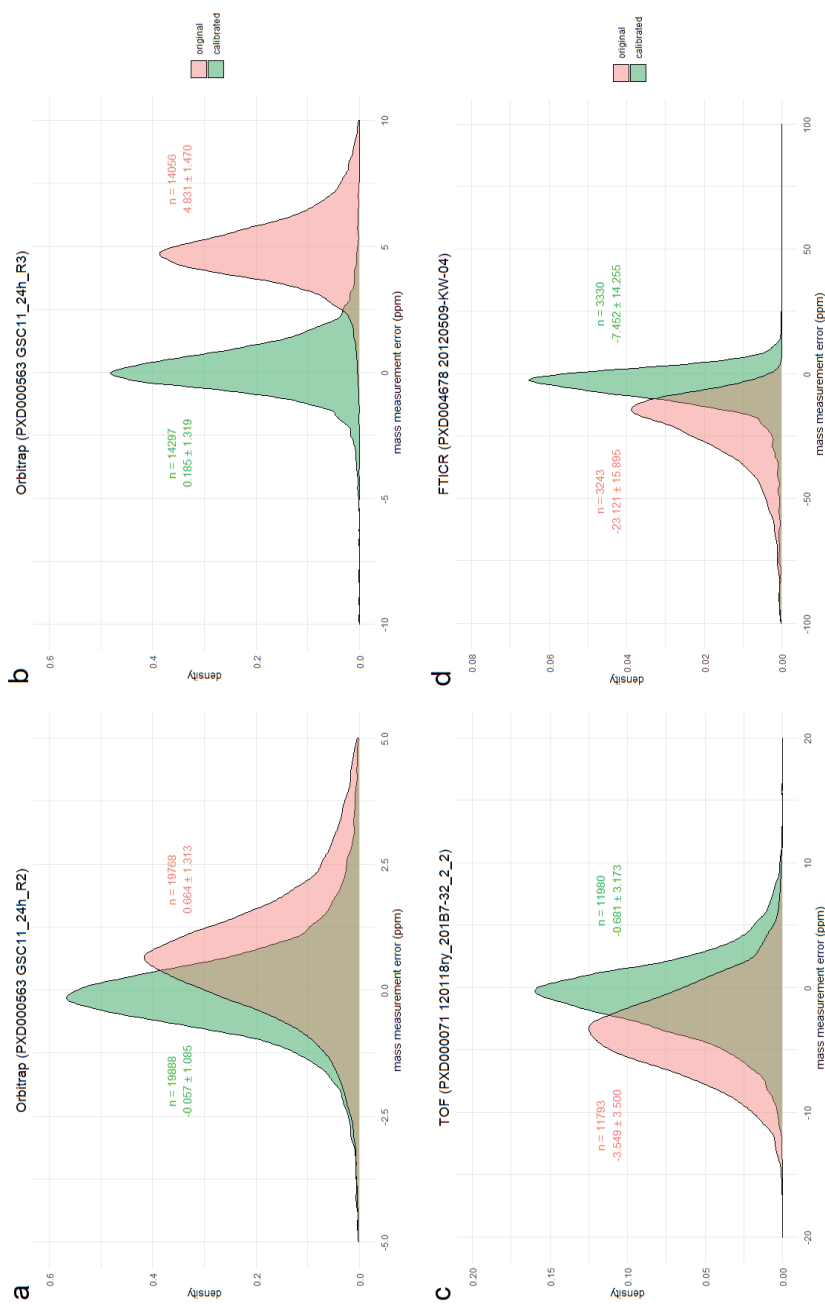 a
Orbitrap (PXD000563 GSC11_24h_R2)
density
0.6
0.4
0.2
0.0
n = 19888
-0.057 ± 1.085
n = 19768
0.664 ± 1.313
-5.0
-2.5
0.0
2.5
5.0
mass measurement error (ppm)
b
Orbitrap (PXD000563 GSC11_24h_R3)
density
0.6
0.4
0.2
0.0
n = 14297
0.185 ± 1.319
n = 14056
4.831 ± 1.470
-10
-5
0
5
10
mass measurement error (ppm)
original
calibrated
c
TOF (PXD000071 120118ry_201B7-32_2_2)
density
0.20
0.15
0.10
0.05
0.00
n = 11793
-3.549 ± 3.500
n = 11980
-0.681 ± 3.173
-20
-10
0
10
20
mass measurement error (ppm)
d
FTICR (PXD004678 20120509-KW-04)
density
0.08
0.06
0.04
0.02
0.00
n = 3243
-23.121 ± 15.895
n = 3330
-7.452 ± 14.255
-100
-50
0
50
100
mass measurement error (ppm)
original
calibrated